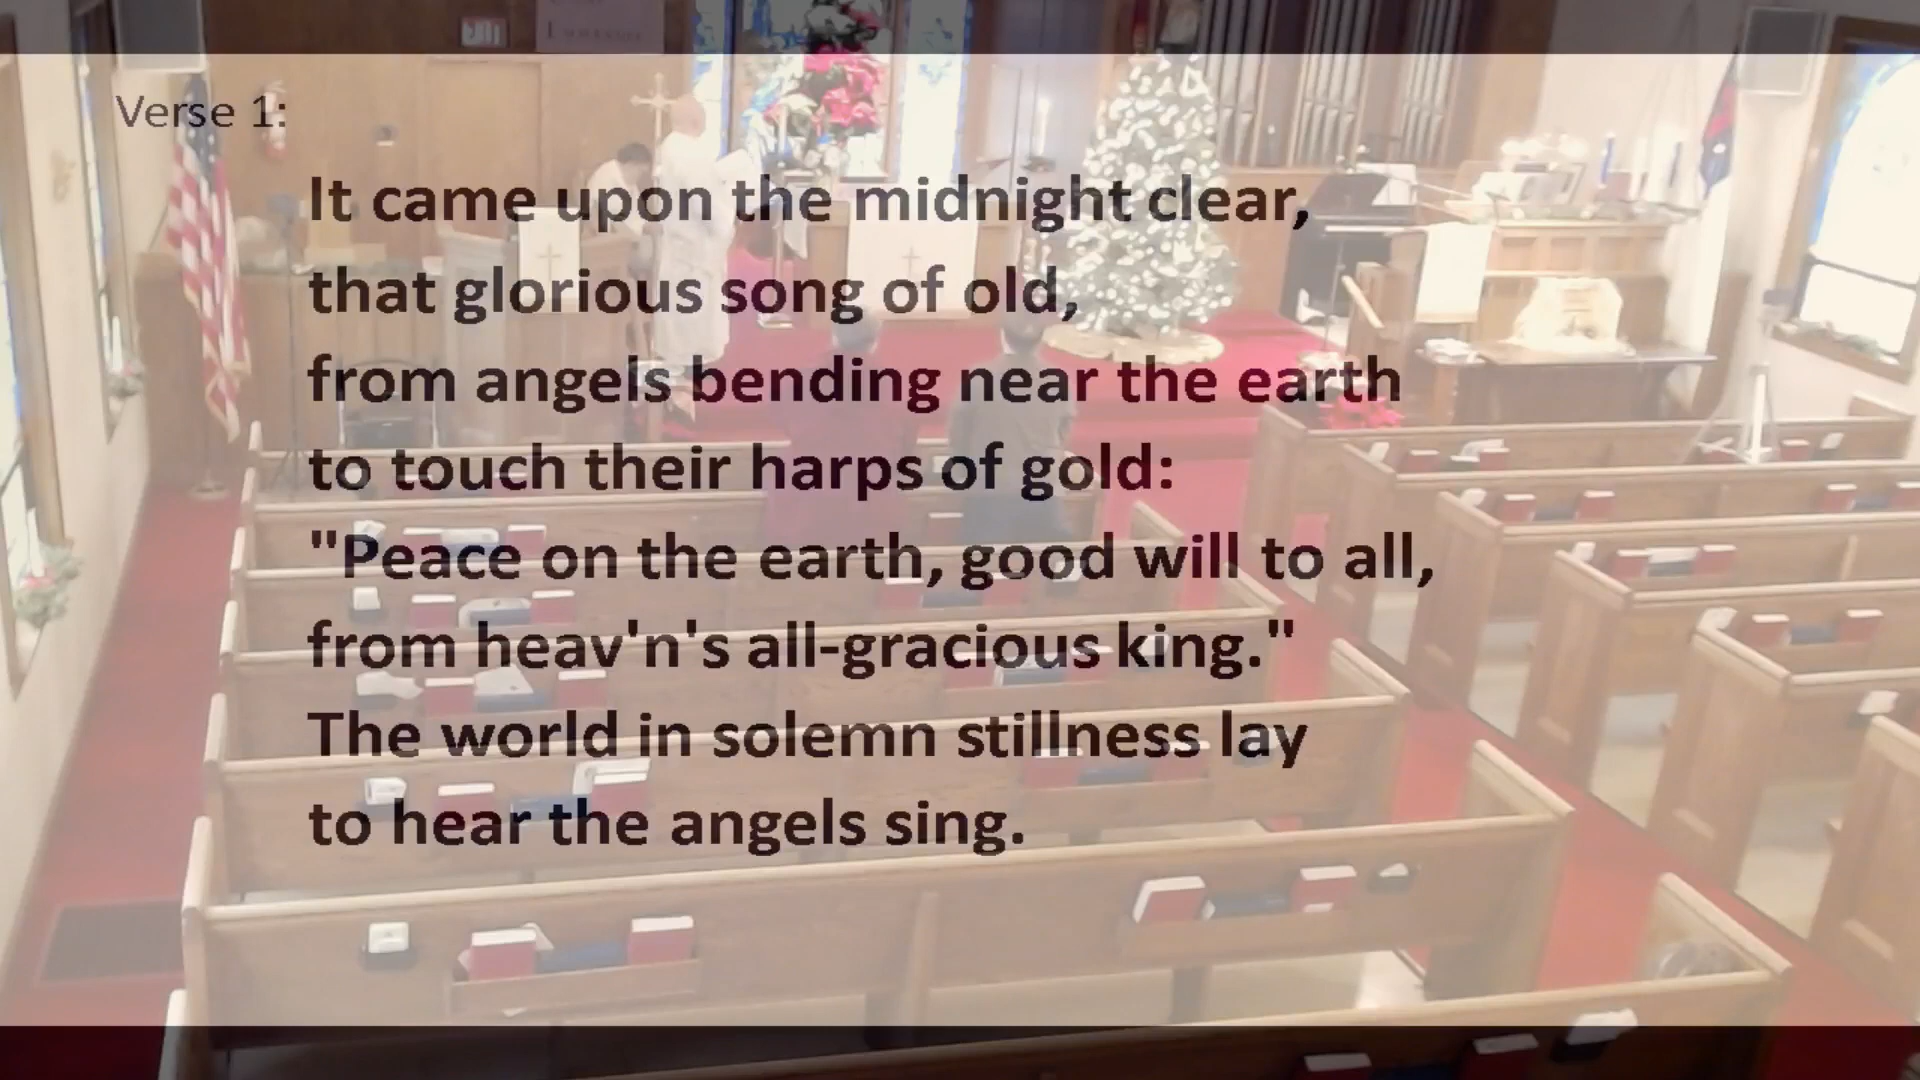 Verse 1:
It came upon the midnight clear,
that glorious song of old,
from angels bending near the earth
to touch their harps of gold:
"Peace on the earth, good will to all,
from heav'n's all-gracious king."
The world in solemn stillness lay
to hear the angels sing.